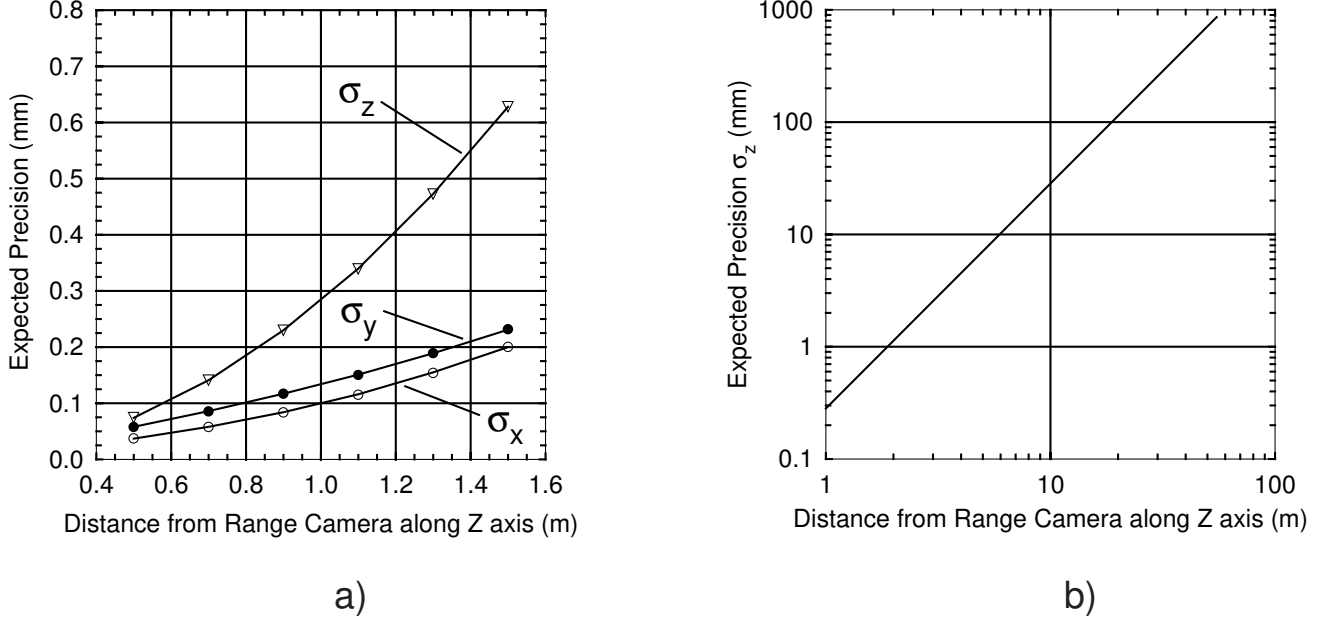 Expected Precision (mm)
0.8
0.7
0.6
0.5
0.4
0.3
0.2
0.1
0.0
σz
σy
σx
0.4 0.6 0.8 1.0 1.2 1.4 1.6
Distance from Range Camera along Z axis (m)
a)
Expected Precision σz (mm)
1000
100
10
1
0.1
1 10 100
Distance from Range Camera along Z axis (m)
b)